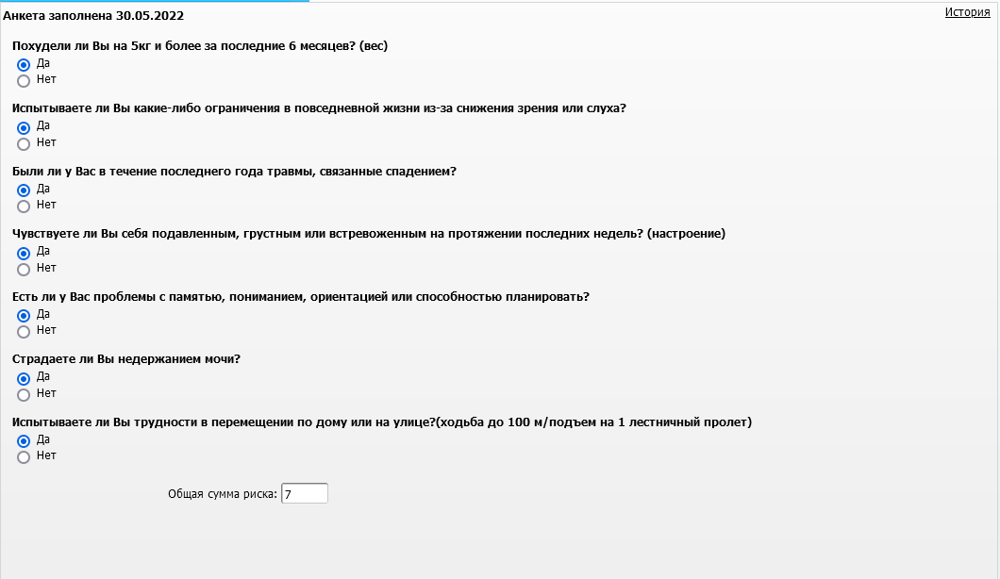 История
Анкета заполнена 30.05.2022
Похудели ли Вы на 5кг и более за последние 6 месяцев? (вес)
Да
Нет
Испытываете ли Вы какие-либо ограничения в повседневной жизни из-за снижения зрения или слуха?
Да
Нет
Были ли у Вас в течение последнего года травмы, связанные спадением?
Да
Нет
Чувствуете ли Вы себя подавленным, грустным или встревоженным на протяжении последних недель? (настроение)
Да
Нет
Есть ли у Вас проблемы с памятью, пониманием, ориентацией или способностью планировать?
Да
Нет
Страдаете ли Вы недержанием мочи?
Да
Нет
Испытываете ли Вы трудности в перемещении по дому или на улице?(ходьба до 100 м/подъем на 1 лестничный пролет)
Да
Нет
Общая сумма риска: 7